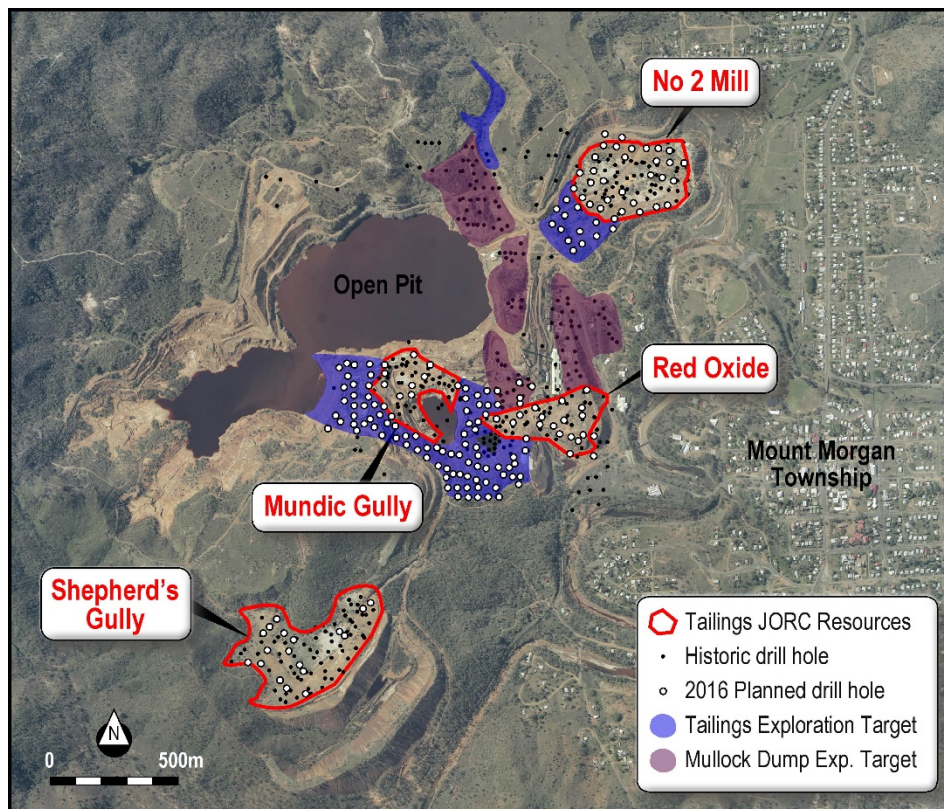 No 2 Mill
Open Pit
Red Oxide
Mount Morgan
Township
Mundic Gully
Shepherd's
Gully
Tailings JORC Resources
Historic drill hole
2016 Planned drill hole
Tailings Exploration Target
Mullock Dump Exp. Target
N
0 500m